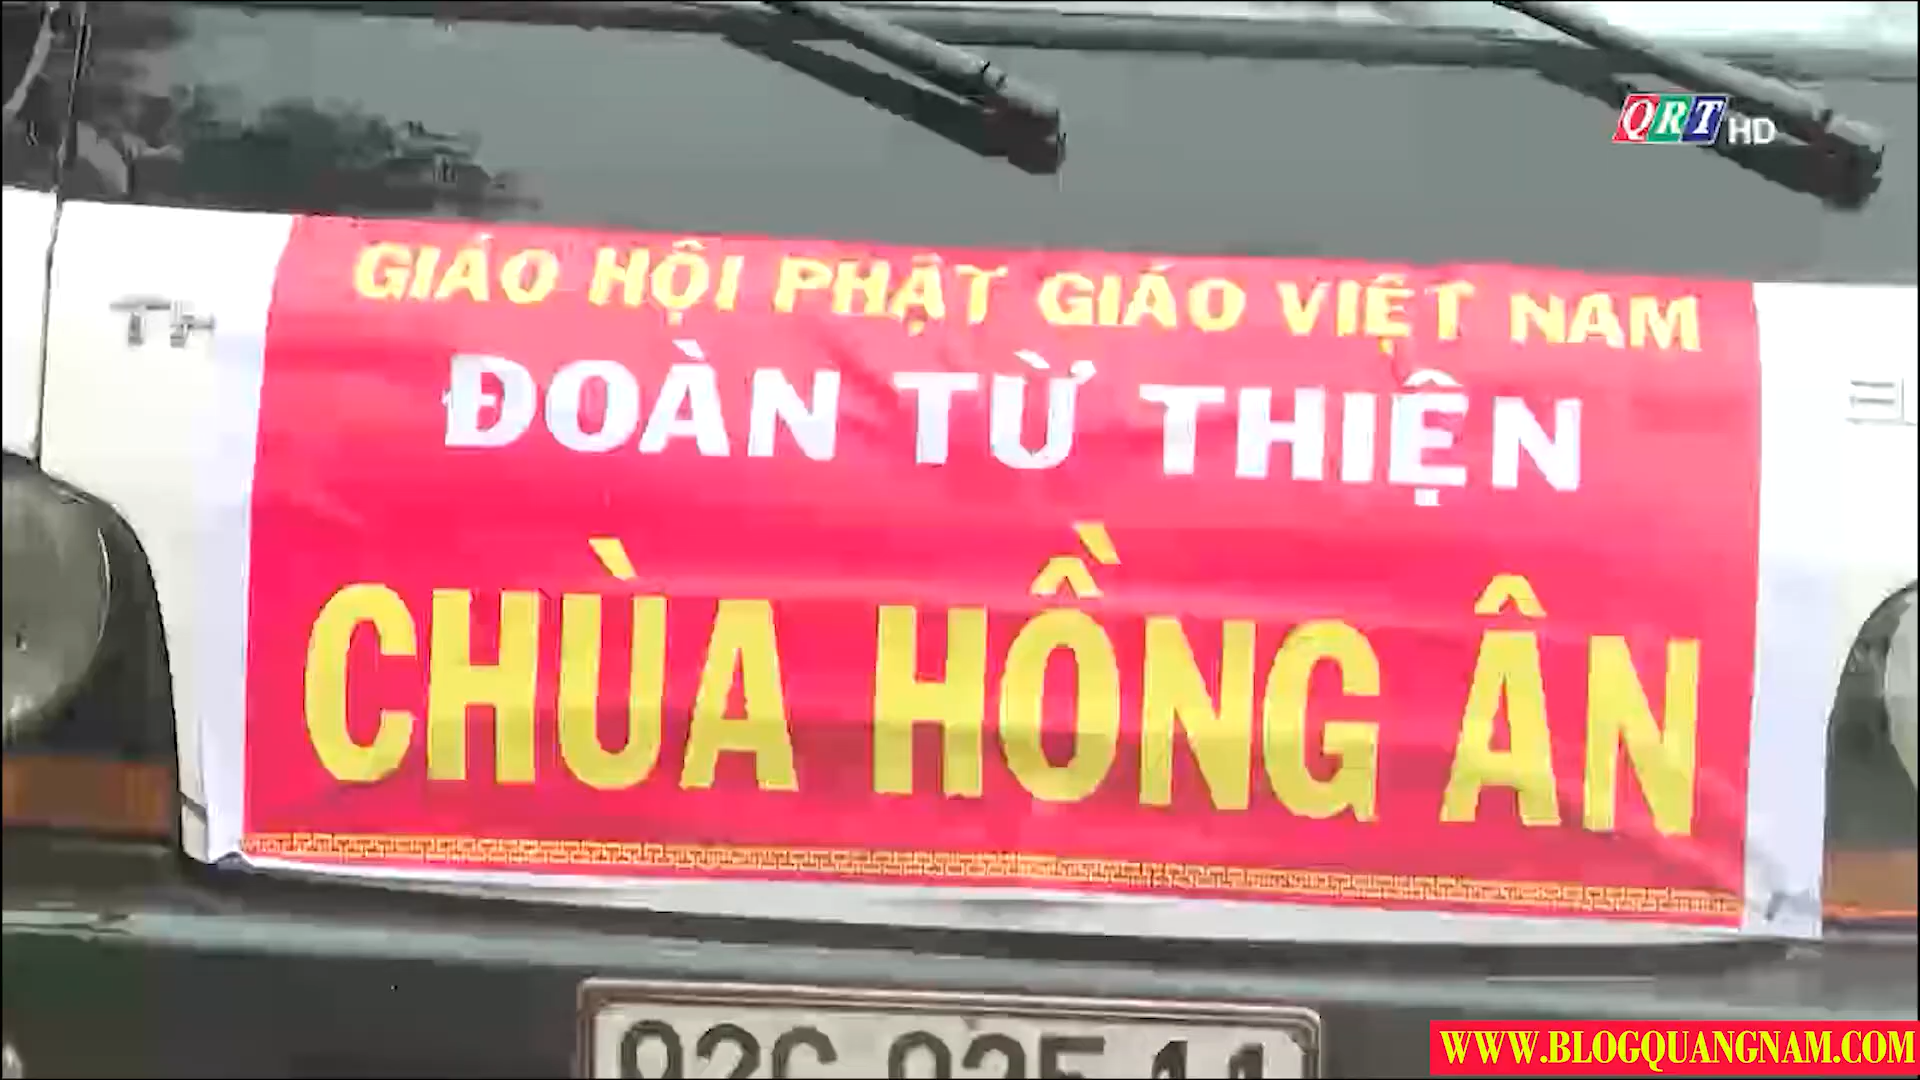 QRT HD
GIÁO HỘI PHẬT GIÁO VIỆT NAM
ĐOÀN TỪ THIỆN
CHÙA HỒNG ÂN
WWW.BLOGQUANGNAM.COM